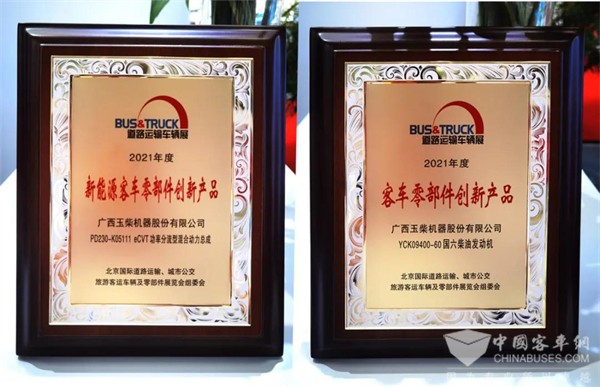 BUS&TRUCK
道路运输车辆展
2021年度
新能源客车零部件创新产品
广西玉柴机器股份有限公司
PD230-K05111 eCVT功率分流型混合动力总成
北京国际道路运输、城市公交
旅游客运车辆及零部件展览会组委会
BUS&TRUCK
道路运输车辆展
2021年度
客车零部件创新产品
广西玉柴机器股份有限公司
YCK09400-60国六柴油发动机
北京国际道路运输、城市公交
旅游客运车辆及零部件展览会组委会
中國客车網
CHINABUSES.COM